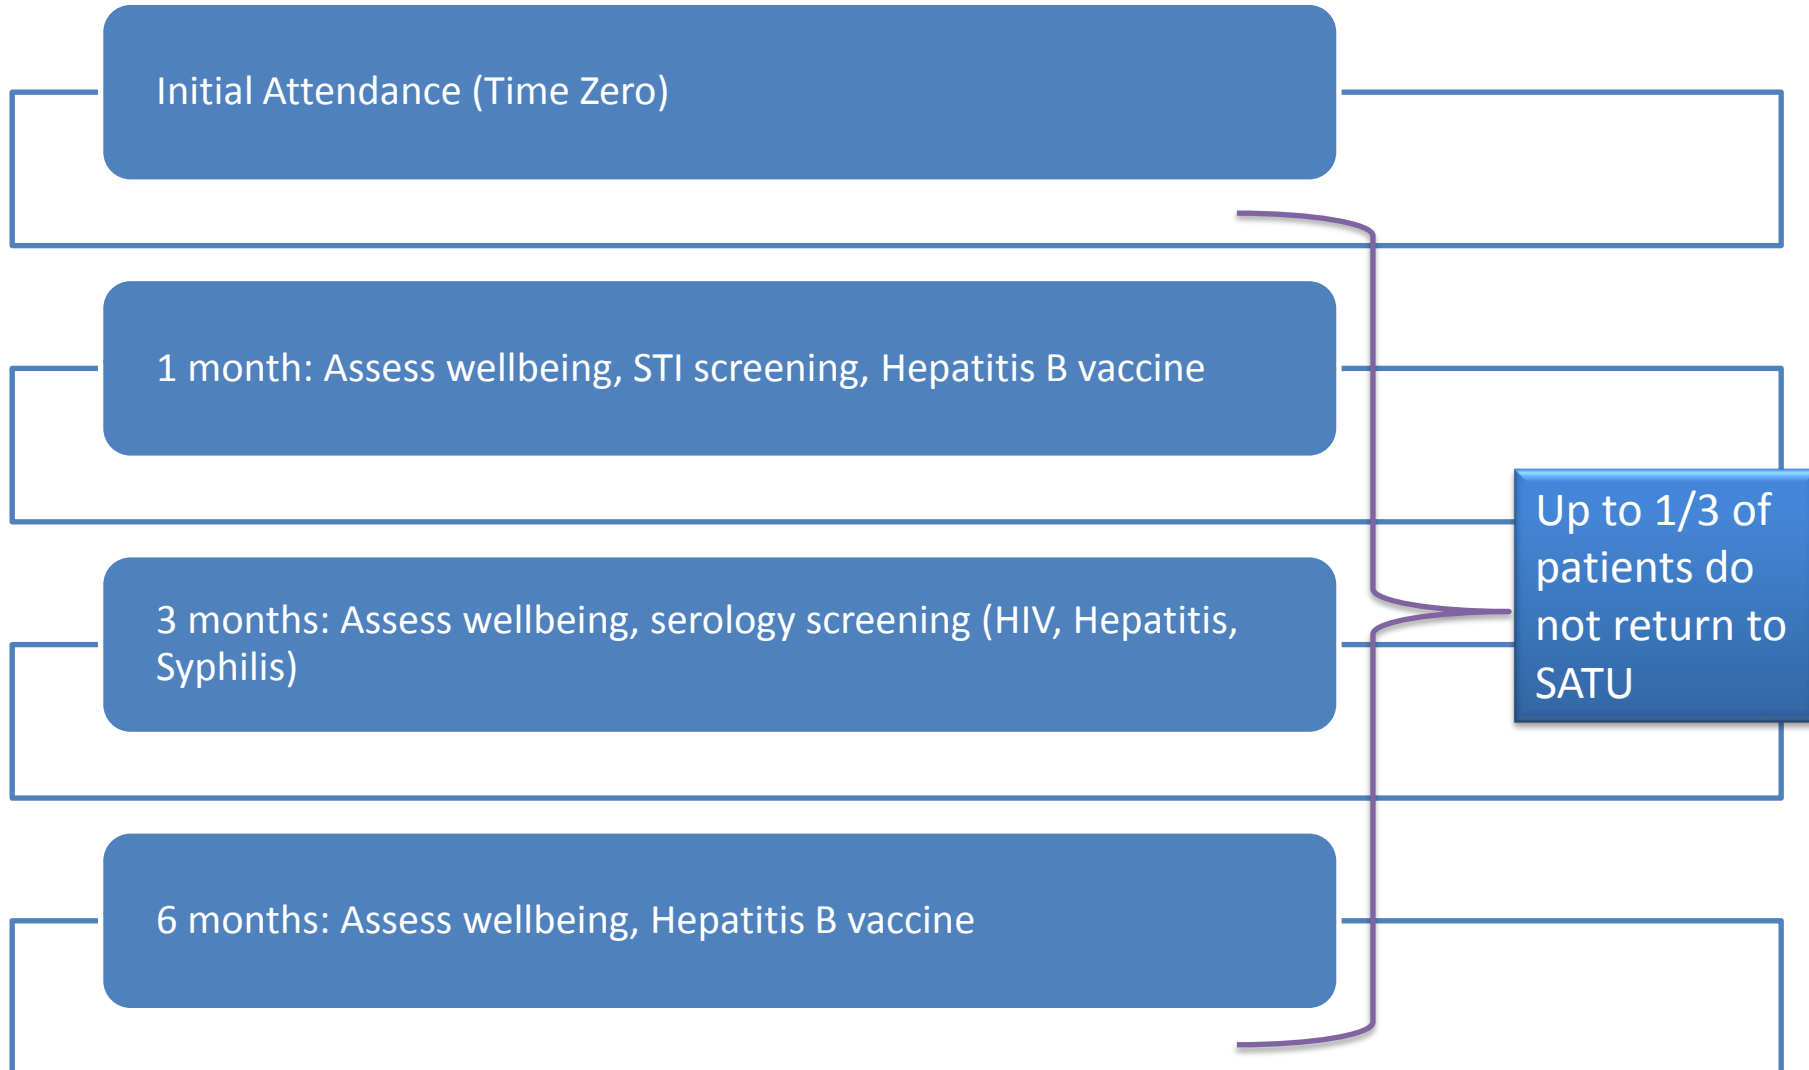 Initial Attendance (Time Zero)
1 month: Assess wellbeing, STI screening, Hepatitis B vaccine
3 months: Assess wellbeing, serology screening (HIV, Hepatitis,
Syphilis)
6 months: Assess wellbeing, Hepatitis B vaccine
Up to 1/3 of
patients do
not return to
SATU